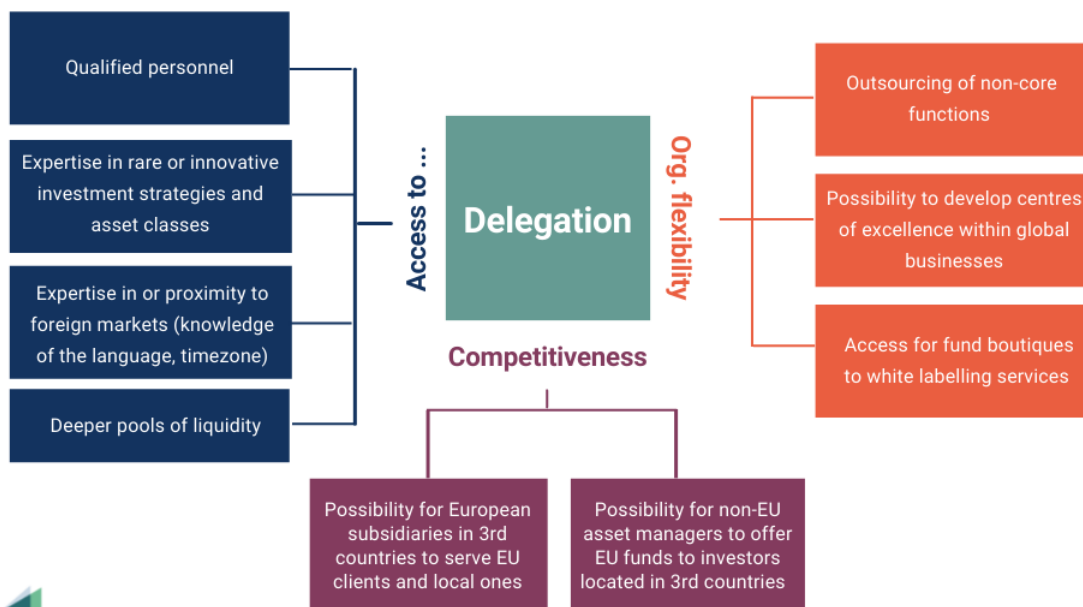 Qualified personnel
Expertise in rare or innovative
investment strategies and
asset classes
Expertise in or proximity to
foreign markets (knowledge
of the language, timezone)
Deeper pools of liquidity
Access to ...
Delegation
Org. flexibility
Outsourcing of non-core
functions
Possibility to develop centres
of excellence within global
businesses
Access for fund boutiques
to white labelling services
Competitiveness
Possibility for European
subsidiaries in 3rd
countries to serve EU
clients and local ones
Possibility for non-EU
asset managers to offer
EU funds to investors
located in 3rd countries